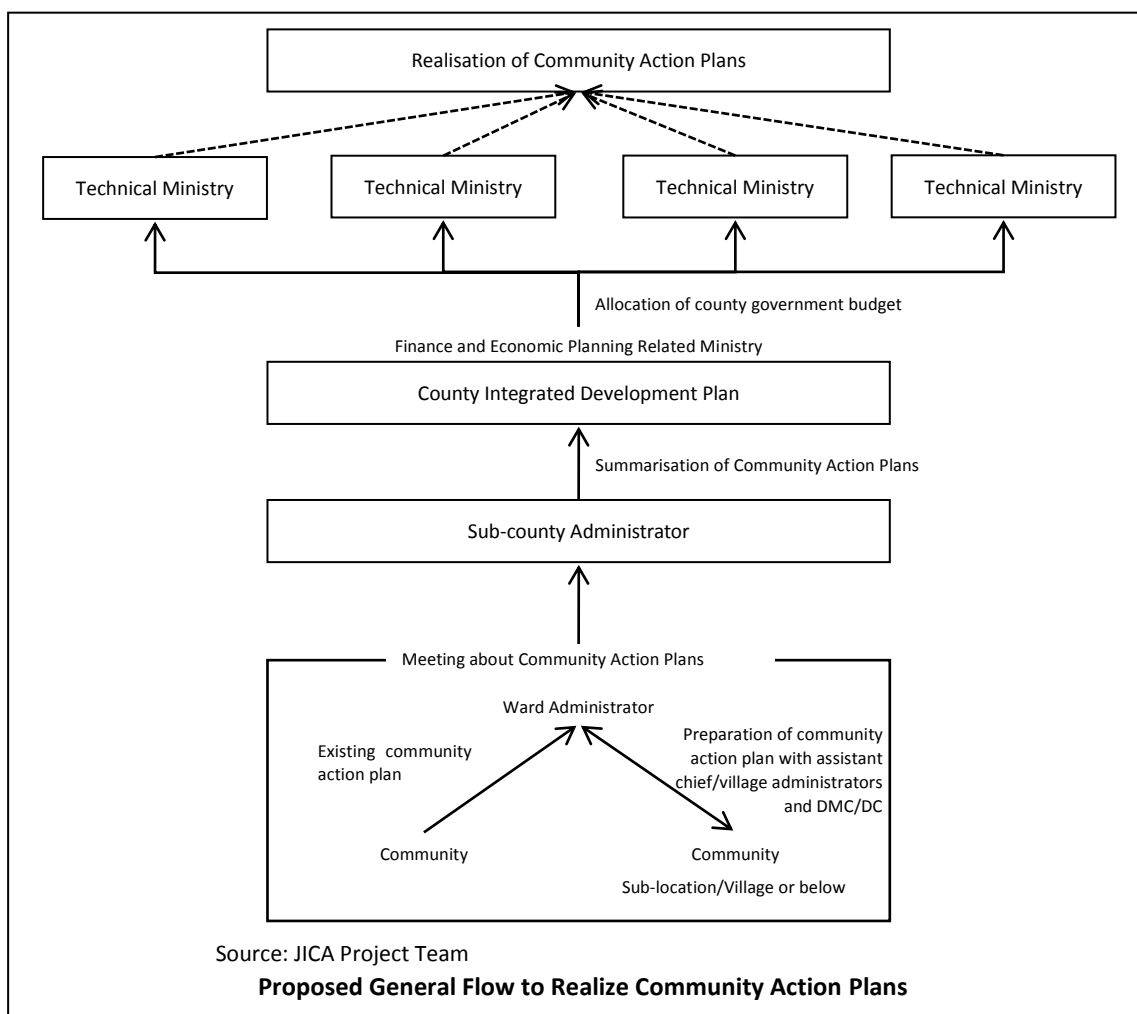 Realisation of Community Action Plans
Technical Ministry
Technical Ministry
Technical Ministry
Technical Ministry
Allocation of county government budget
Finance and Economic Planning Related Ministry
County Integrated Development Plan
Summarisation of Community Action Plans
Sub-county Administrator
Meeting about Community Action Plans
Ward Administrator
Existing community
action plan
Preparation of community
action plan with assistant
chief/village administrators
and DMC/DC
Community
Community
Sub-location/Village or below
Source: JICA Project Team
Proposed General Flow to Realize Community Action Plans